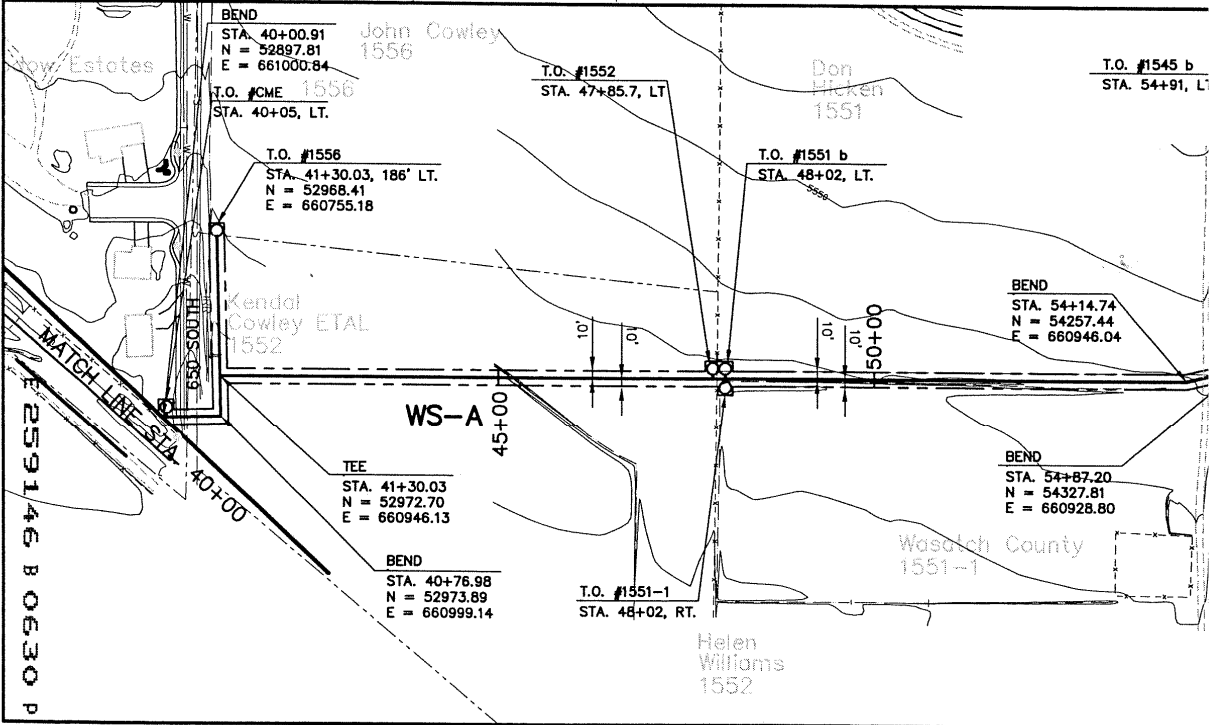 BEND
STA. 40+00.91
N = 52897.81
E = 661000.84
John Cowley
1556
Estates
1556
T.O. #CME
STA. 40+05, LT.
T.O. #1556
STA. 41+30.03, 186' LT.
N = 52968.41
E = 660755.18
T.O. #1552
STA. 47+85.7, LT
Don
Hicken
1551
T.O. #1545 b
STA. 54+91, LT
T.O. #1551 b
STA. 48+02, LT.
5550
BEND
STA. 54+14.74
N = 54257.44
E = 660946.04
Kendal
Cowley ETAL
1552
650 SOUTH
MATCH LINE STA. 40+00
10'
10'
10'
10'
50+00
WS-A
45+00
TEE
STA. 41+30.03
N = 52972.70
E = 660946.13
BEND
STA. 54+87.20
N = 54327.81
E = 660928.80
BEND
STA. 40+76.98
N = 52973.89
E = 660999.14
T.O. #1551-1
STA. 48+02, RT.
Wasatch County
1551-1
Helen
Williams
1552
E 259146 B 0630 P